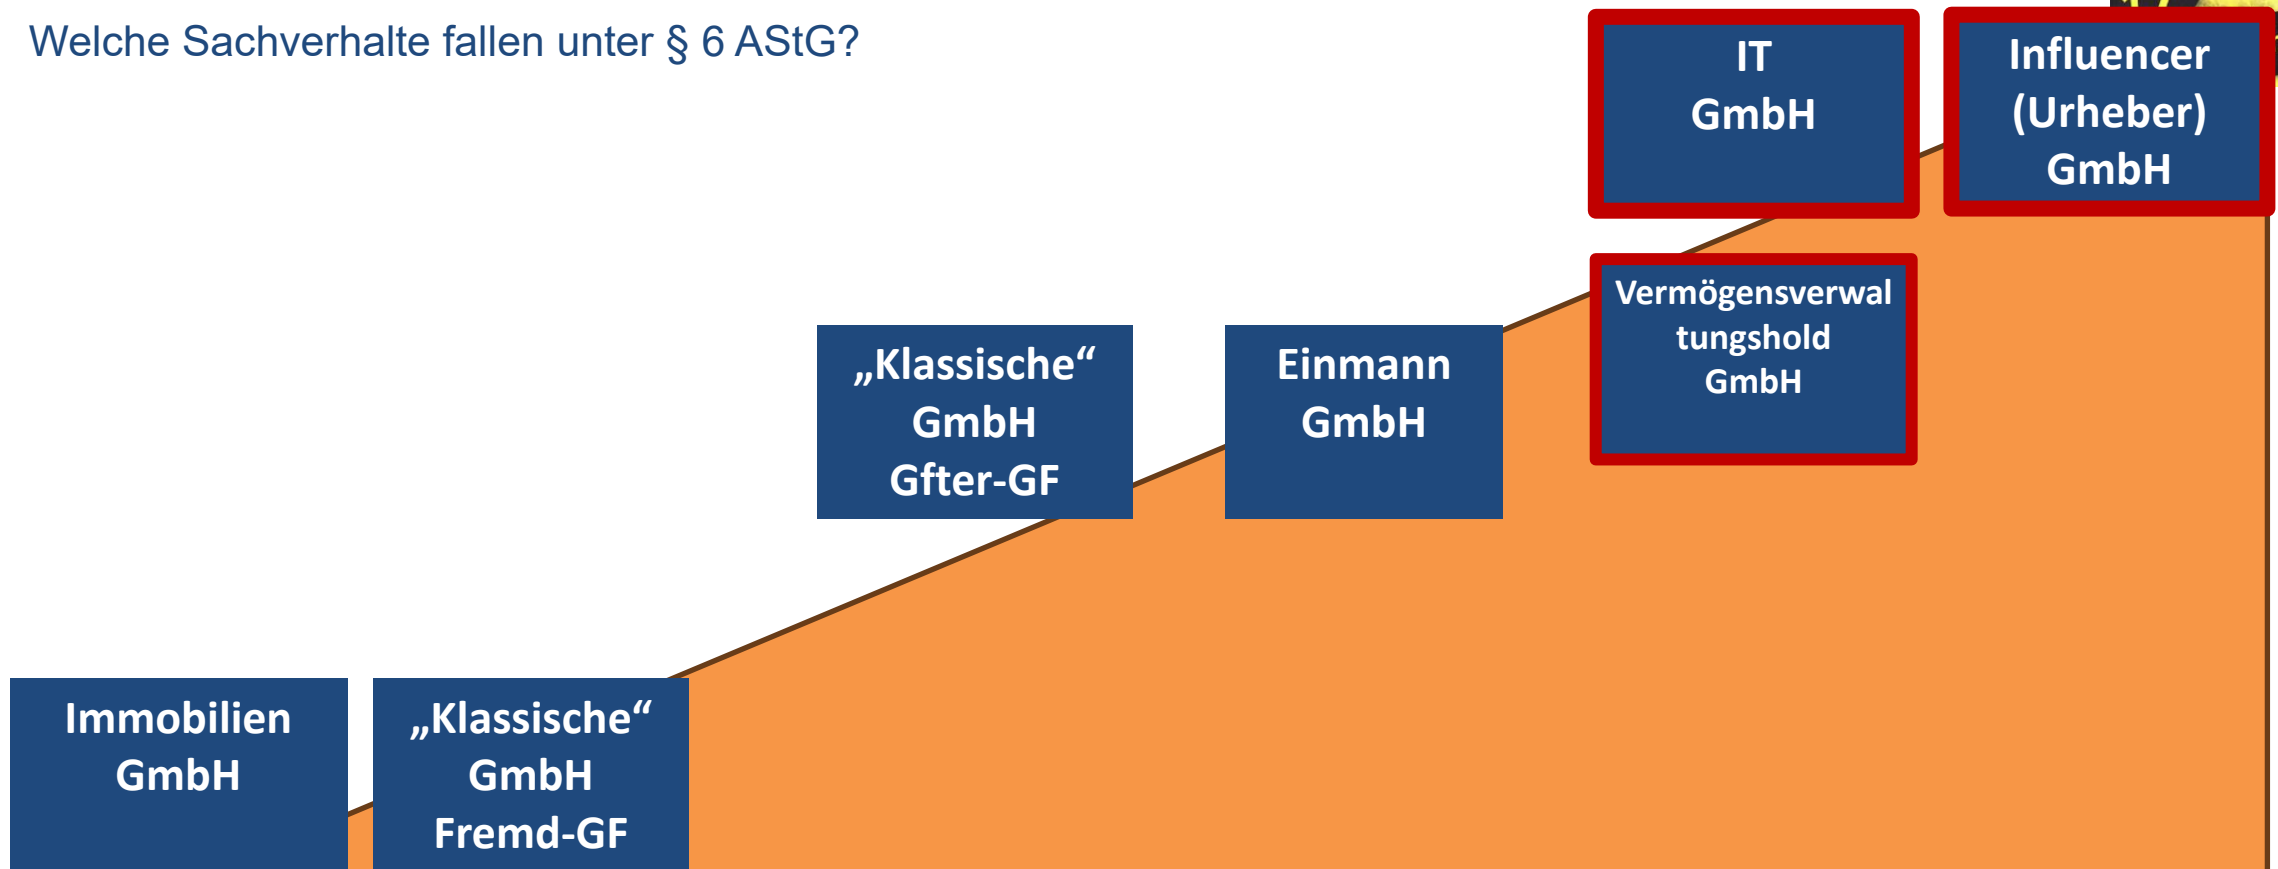 Welche Sachverhalte fallen unter § 6 AStG?
IT
GmbH
Influencer
(Urheber)
GmbH
Vermögensverwal
tungshold
GmbH
„Klassische“
GmbH
Gfter-GF
Einmann
GmbH
Immobilien
GmbH
„Klassische“
GmbH
Fremd-GF